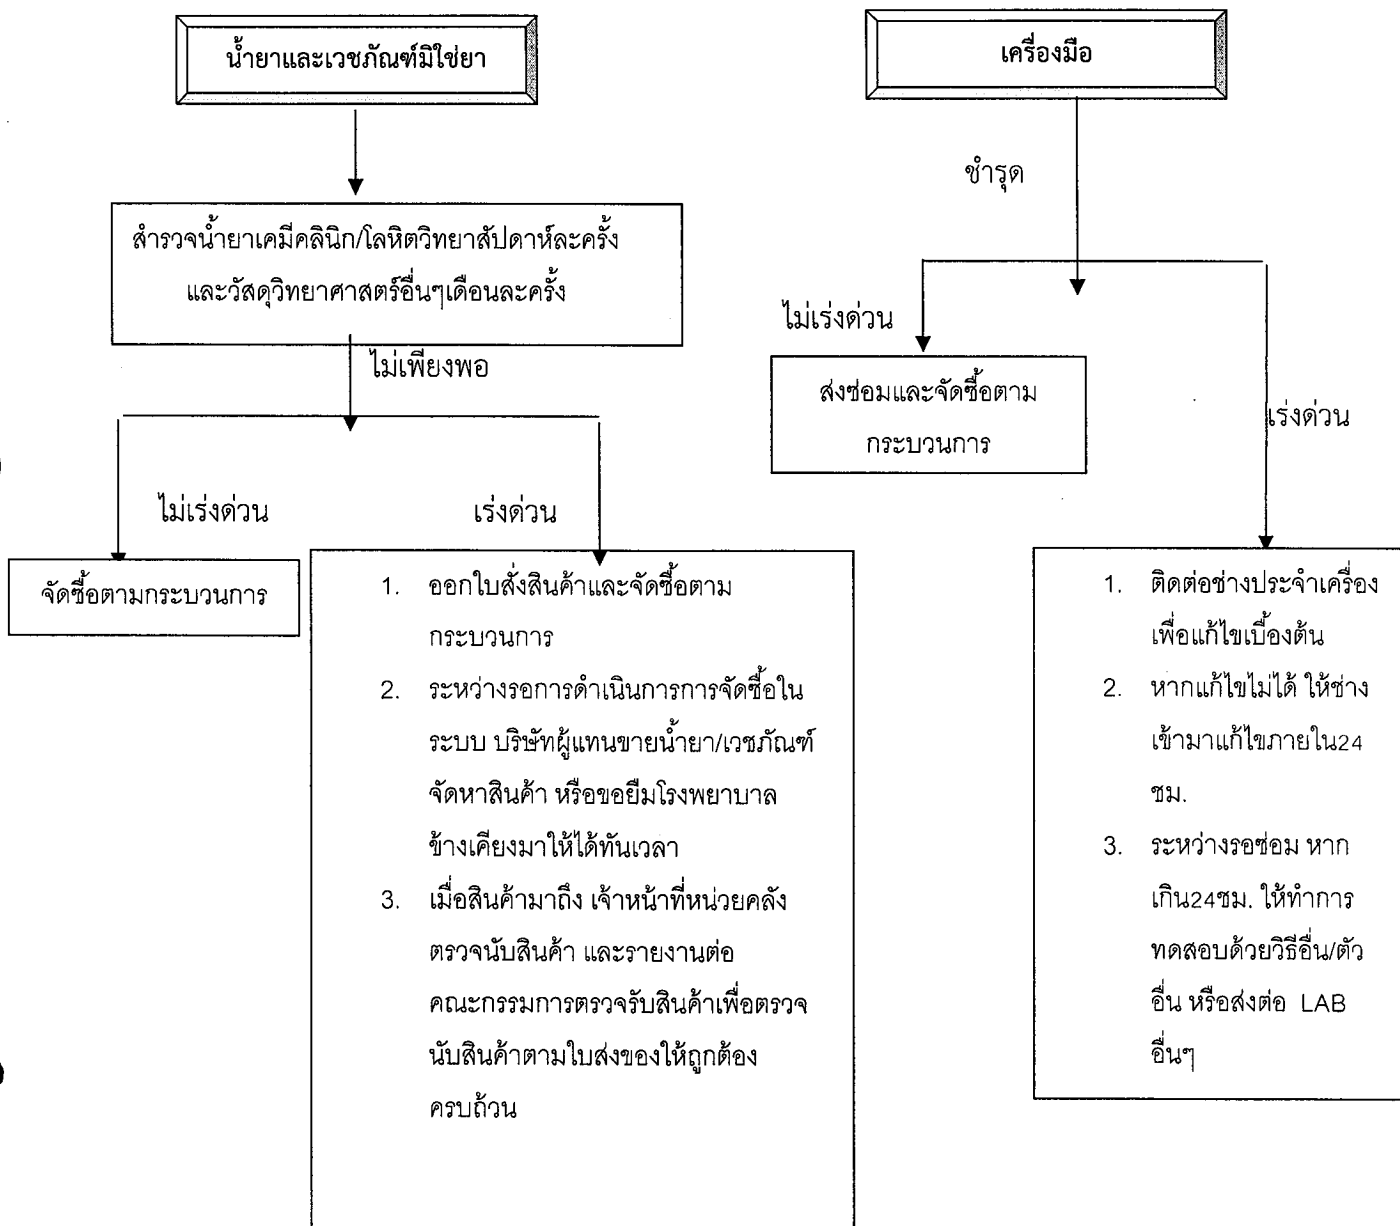 น้ำยาและเวชภัณฑ์มิใช่ยา
สำรวจน้ำยาเคมีคลินิก/โลหิตวิทยาสัปดาห์ละครั้ง
และวัสดุวิทยาศาสตร์อื่นๆเดือนละครั้ง
ไม่เพียงพอ
ไม่เร่งด่วน
เร่งด่วน
จัดซื้อตามกระบวนการ
1. ออกใบสั่งสินค้าและจัดซื้อตาม
กระบวนการ
2. ระหว่างรอการดำเนินการการจัดซื้อใน
ระบบ บริษัทผู้แทนขายน้ำยา/เวชภัณฑ์
จัดหาสินค้า หรือขอยืมโรงพยาบาล
ข้างเคียงมาให้ได้ทันเวลา
3. เมื่อสินค้ามาถึง เจ้าหน้าที่หน่วยคลัง
ตรวจนับสินค้า และรายงานต่อ
คณะกรรมการตรวจรับสินค้าเพื่อตรวจ
นับสินค้าตามใบส่งของให้ถูกต้อง
ครบถ้วน
เครื่องมือ
ชำรุด
ไม่เร่งด่วน
ส่งซ่อมและจัดซื้อตาม
กระบวนการ
เร่งด่วน
1. ติดต่อช่างประจำเครื่อง
เพื่อแก้ไขเบื้องต้น
2. หากแก้ไขไม่ได้ ให้ช่าง
เข้ามาแก้ไขภายใน24
ชม.
3. ระหว่างรอซ่อม หาก
เกิน24ชม. ให้ทำการ
ทดสอบด้วยวิธีอื่น/ตัว
อื่น หรือส่งต่อ LAB
อื่นๆ